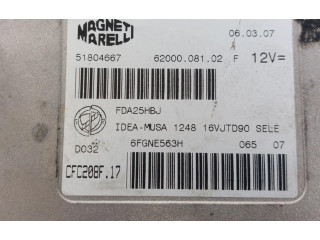 MAGNETI MARELLI
06.03.07
51804667 62000.081.02 F 12V=
FDA25HBJ
IDEA-MUSA 1248 16VJTD90 SELE
D032 6FGNE563H 065 07
CFC208F.17